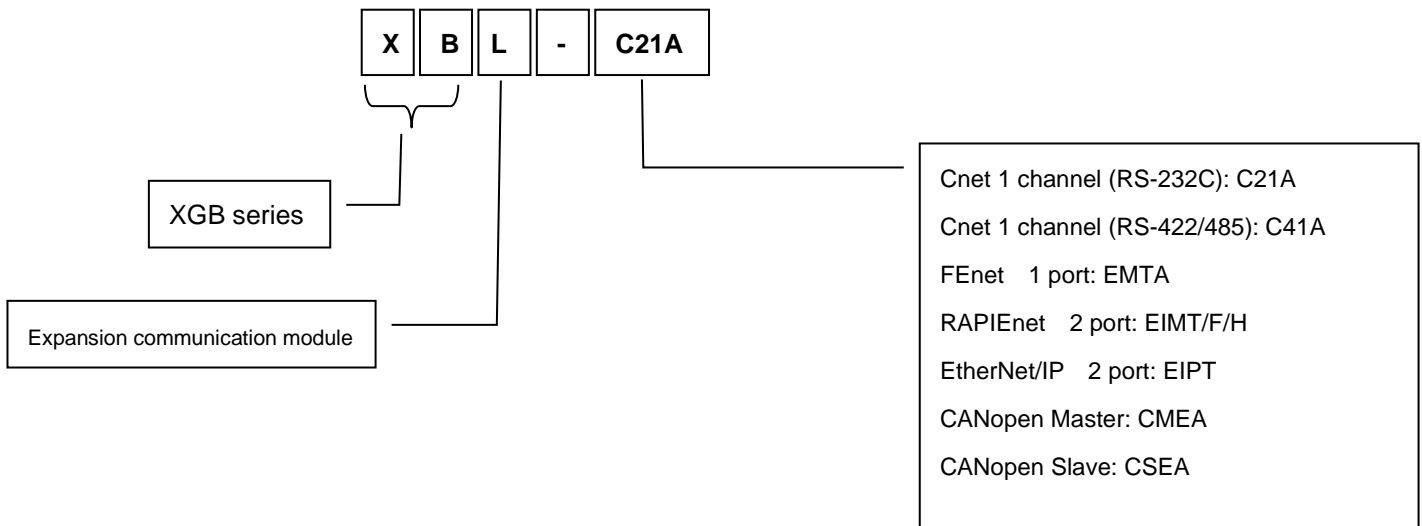 X B L - C21A
XGB series
Expansion communication module
Cnet 1 channel (RS-232C): C21A
Cnet 1 channel (RS-422/485): C41A
FEnet 1 port: EMTA
RAPIEnet 2 port: EIMT/F/H
EtherNet/IP 2 port: EIPT
CANopen Master: CMEA
CANopen Slave: CSEA